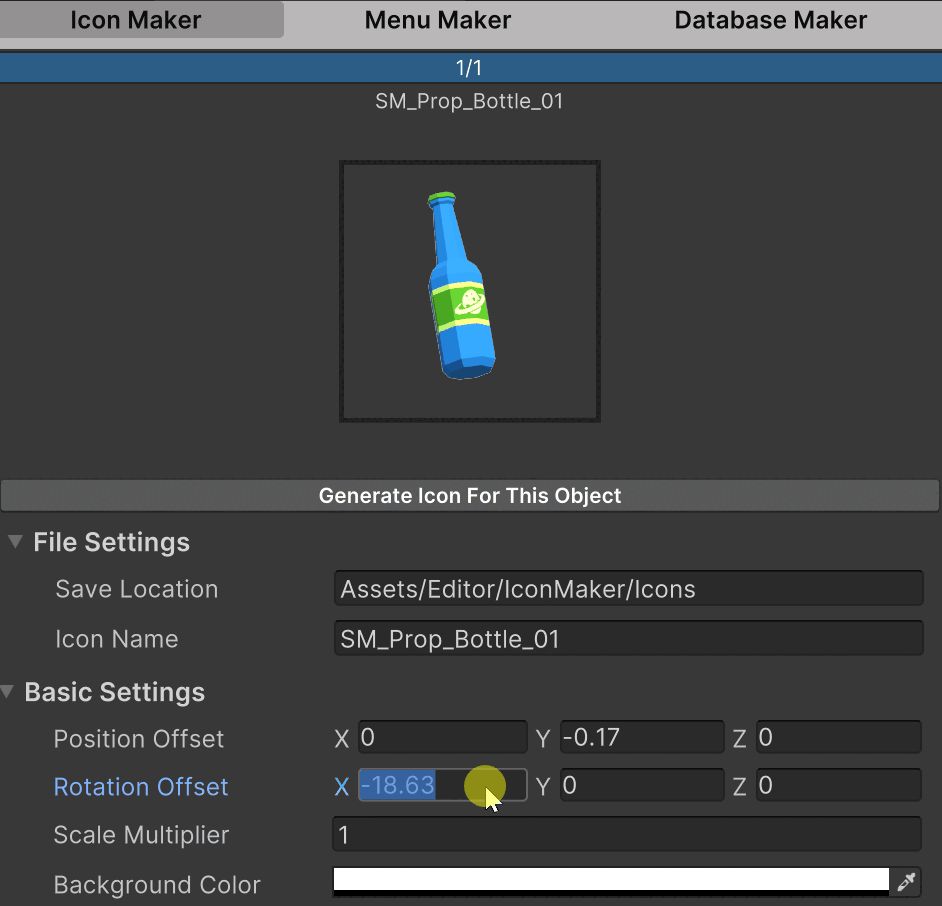 Icon Maker Menu Maker Database Maker
1/1
SM_Prop_Bottle_01
Generate Icon For This Object
File Settings
Save Location Assets/Editor/IconMaker/Icons
Icon Name SM_Prop_Bottle_01
Basic Settings
Position Offset X 0 Y -0.17 Z 0
Rotation Offset X -18.63 Y 0 Z 0
Scale Multiplier 1
Background Color